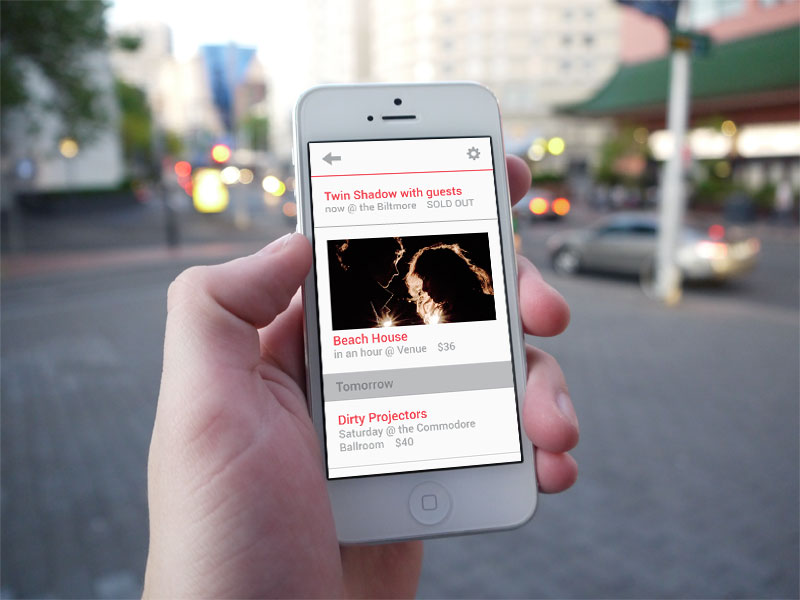 Twin Shadow with guests
now @ the Biltmore SOLD OUT
Beach House
in an hour @ Venue $36
Tomorrow
Dirty Projectors
Saturday @ the Commodore
Ballroom $40